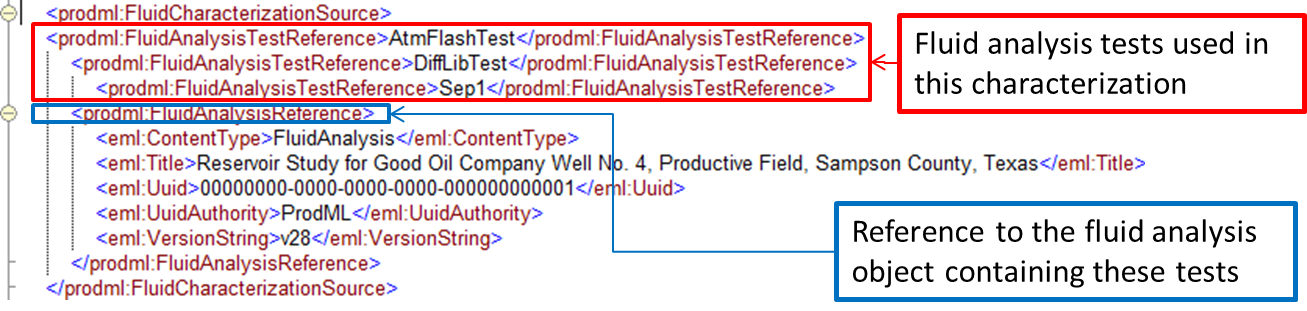 <prodml:FluidCharacterizationSource>
<prodml:FluidAnalysisTestReference>AtmFlashTest</prodml:FluidAnalysisTestReference>
<prodml:FluidAnalysisTestReference>DiffLibTest</prodml:FluidAnalysisTestReference>
<prodml:FluidAnalysisTestReference>Sep1</prodml:FluidAnalysisTestReference>
<prodml:FluidAnalysisReference>
<eml:ContentType>FluidAnalysis</eml:ContentType>
<eml:Title>Reservoir Study for Good Oil Company Well No. 4, Productive Field, Sampson County, Texas</eml:Title>
<eml:Uuid>00000000-0000-0000-0000-000000000001</eml:Uuid>
<eml:UuidAuthority>ProdML</eml:UuidAuthority>
<eml:VersionString>v28</eml:VersionString>
</prodml:FluidAnalysisReference>
</prodml:FluidCharacterizationSource>
Fluid analysis tests used in
this characterization
Reference to the fluid analysis
object containing these tests